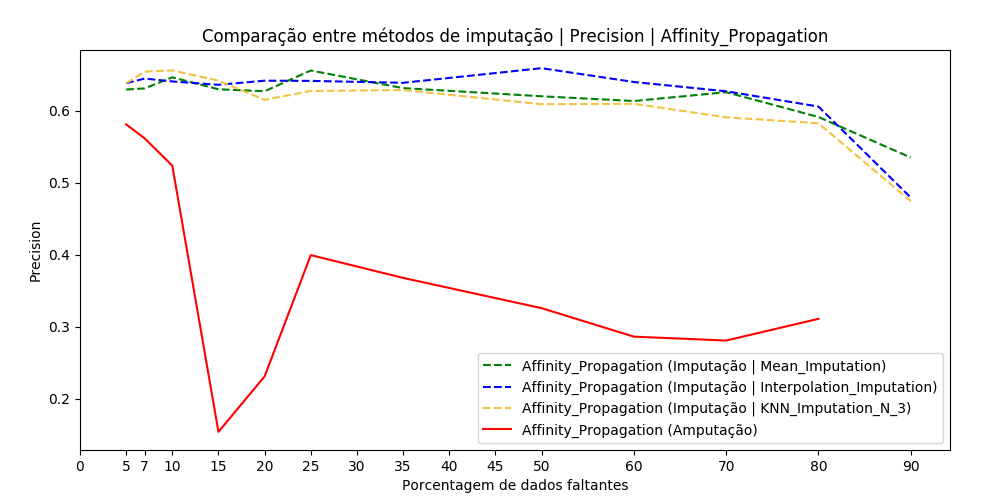 Comparação entre métodos de imputação | Precision | Affinity_Propagation
Precision
0.6
0.5
0.4
0.3
0.2
Affinity_Propagation (Imputação | Mean_Imputation)
Affinity_Propagation (Imputação | Interpolation_Imputation)
Affinity_Propagation (Imputação | KNN_Imputation_N_3)
Affinity_Propagation (Amputação)
0 5 7 10 15 20 25 30 35 40 45 50 60 70 80 90
Porcentagem de dados faltantes